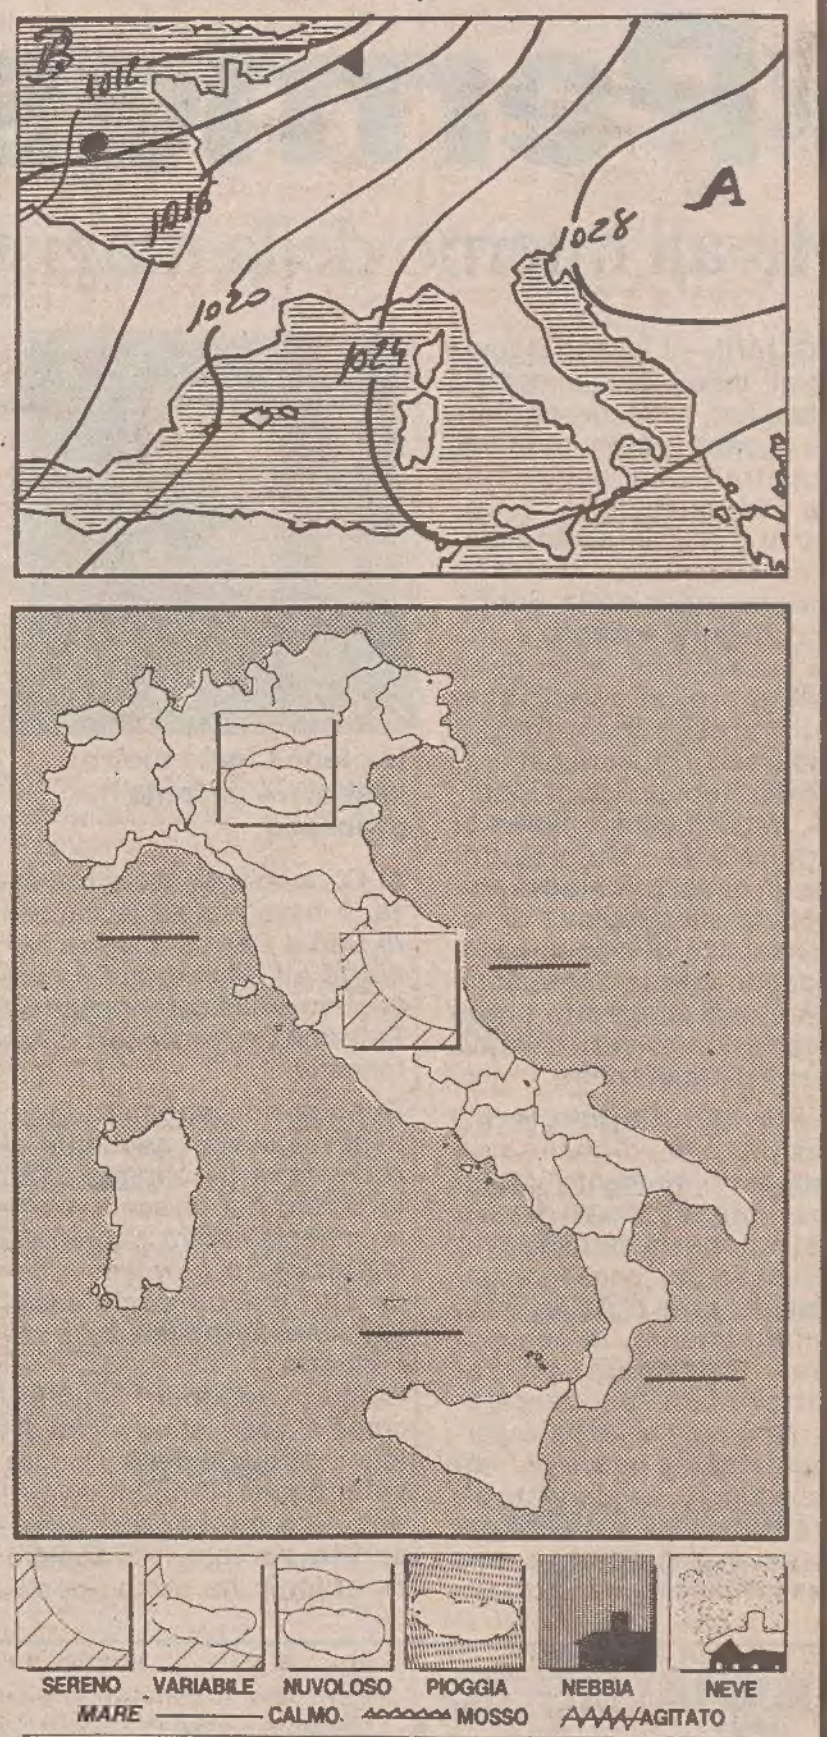 B
1012
1016
A
1028
1020
1024
SERENO VARIABILE NUVOLOSO PIOGGIA NEBBIA NEVE
MARE CALMO. MOSSO AGITATO